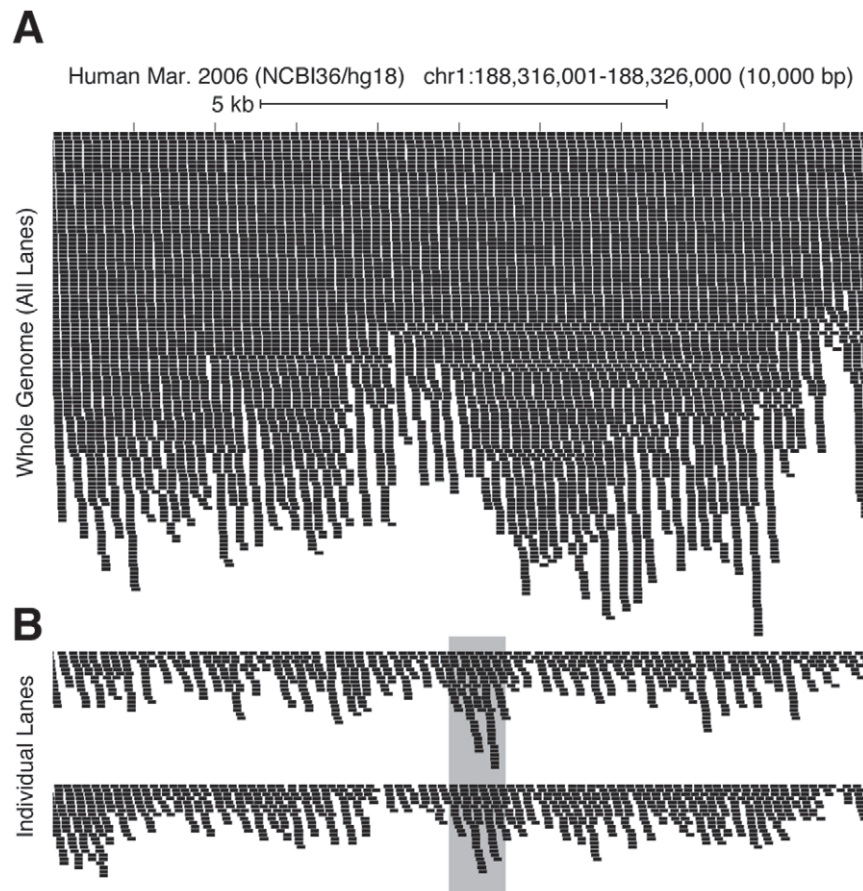 A
Human Mar. 2006 (NCBI36/hg18) chr1:188,316,001-188,326,000 (10,000 bp)
5 kb
Whole Genome (All Lanes)
B
Individual Lanes